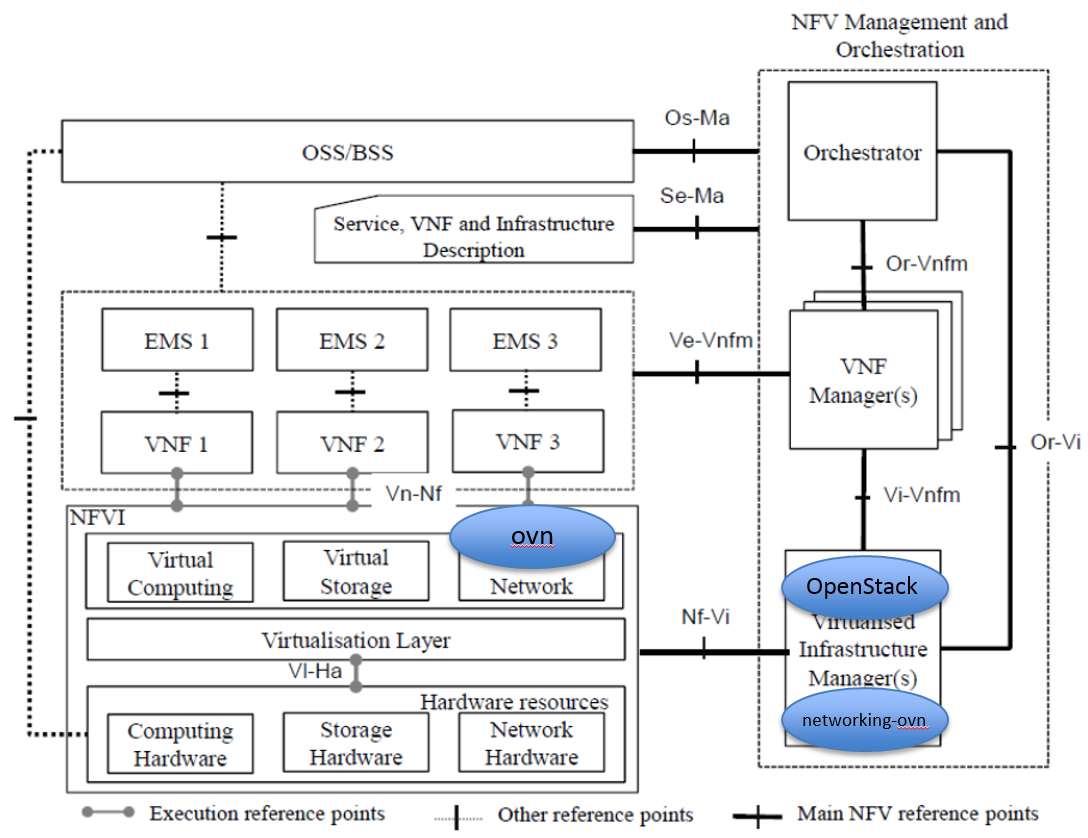 NFV Management and
Orchestration
Os-Ma
OSS/BSS
Orchestrator
Se-Ma
Service, VNF and Infrastructure
Description
Or-Vnfm
EMS 1
EMS 2
EMS 3
Ve-Vnfm
VNF
Manager(s)
VNF 1
VNF 2
VNF 3
Or-Vi
Vn-Nf
Vi-Vnfm
NFVI
ovn
Virtual
Computing
Virtual
Storage
Network
OpenStack
Virtualised
Infrastructure
Manager(s)
Nf-Vi
Virtualisation Layer
Vl-Ha
Hardware resources
networking-ovn
Computing
Hardware
Storage
Hardware
Network
Hardware
Execution reference points
Other reference points
Main NFV reference points